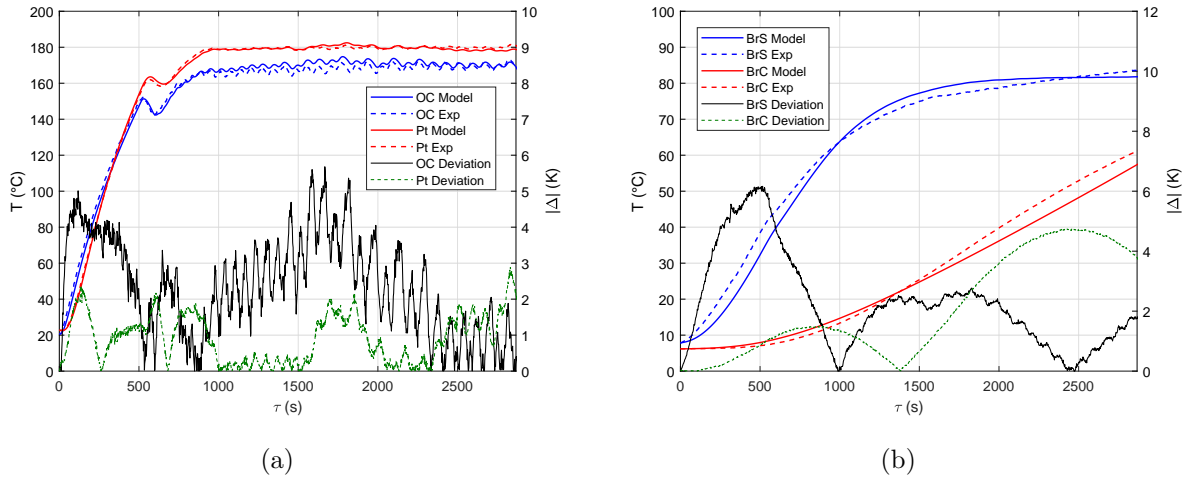 200
180
160
140
120
100
80
60
40
20
0
T (°C)
10
9
8
7
6
5
4
3
2
1
0
|Δ| (K)
OC Model
OC Exp
Pt Model
Pt Exp
OC Deviation
Pt Deviation
0 500 1000 1500 2000 2500
τ (s)
(a)
100
90
80
70
60
50
40
30
20
10
0
T (°C)
12
10
8
6
4
2
0
|Δ| (K)
BrS Model
BrS Exp
BrC Model
BrC Exp
BrS Deviation
BrC Deviation
0 500 1000 1500 2000 2500
τ (s)
(b)